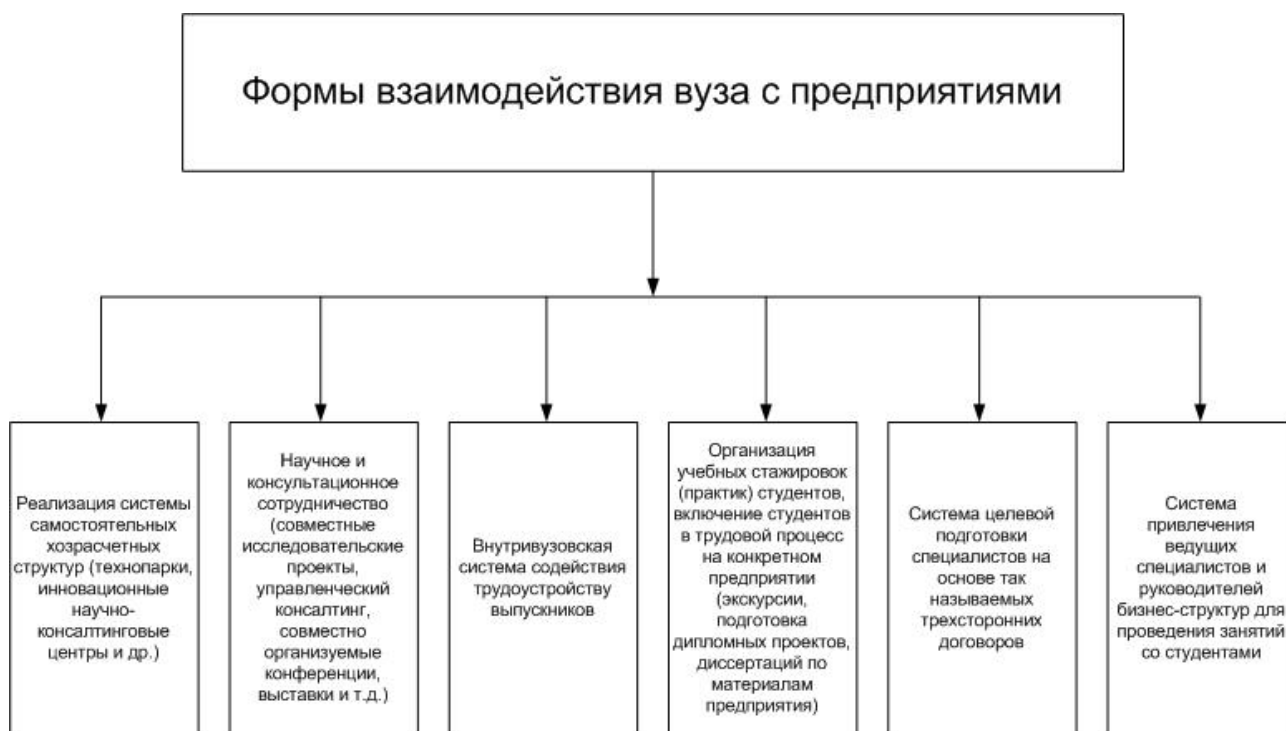 Формы взаимодействия вуза с предприятиями
Реализация системы
самостоятельных
хозрасчетных
структур (технопарки,
инновационные
научно-
консалтинговые
центры и др.)
Научное и
консультационное
сотрудничество
(совместные
исследовательские
проекты,
управленческий
консалтинг,
совместно
организуемые
конференции,
выставки и т.д.)
Внутривузовская
система содействия
трудоустройству
выпускников
Организация
учебных стажировок
(практик) студентов,
включение студентов
в трудовой процесс
на конкретном
предприятии
(экскурсии,
подготовка
дипломных проектов,
диссертаций по
материалам
предприятия)
Система целевой
подготовки
специалистов на
основе так
называемых
трехсторонних
договоров
Система
привлечения
ведущих
специалистов и
руководителей
бизнес-структур для
проведения занятий
со студентами